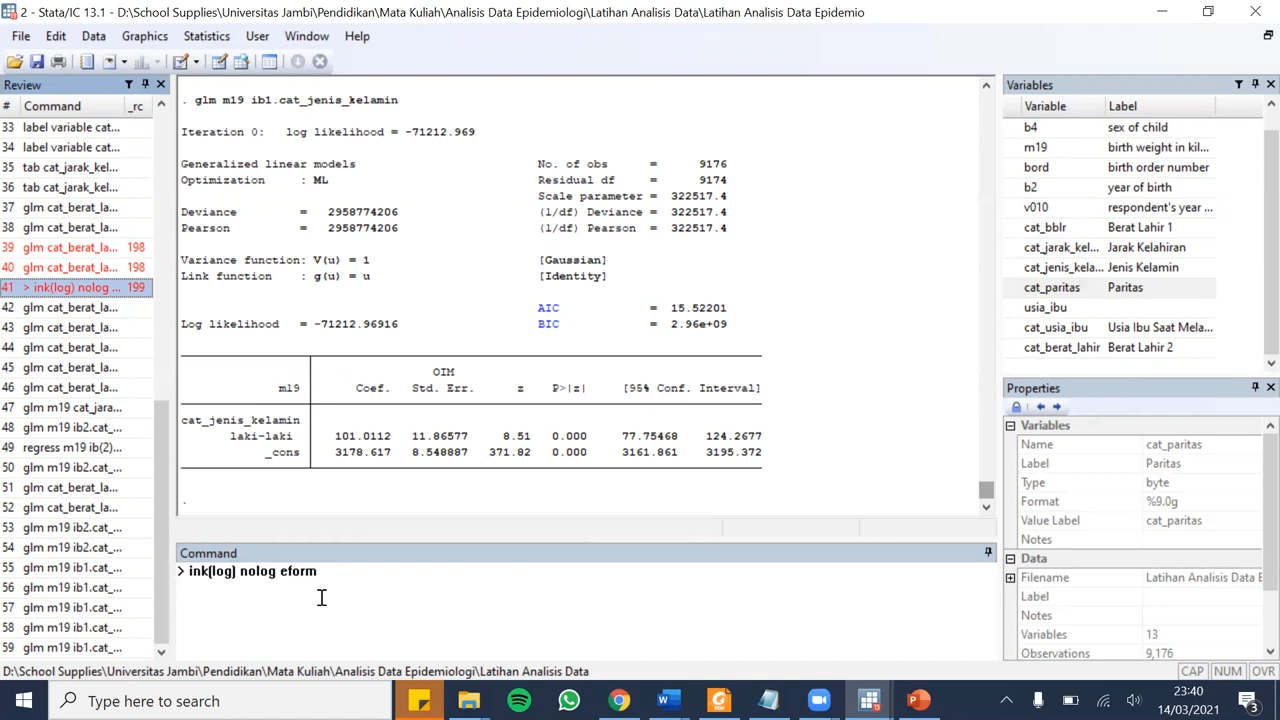 2 - Stata/IC 13.1 - D:\School Supplies\Universitas Jambi\Pendidikan\Mata Kuliah\Analisis Data Epidemiologi\Latihan Analisis Data\Latihan Analisis Data Epidemio
File Edit Data Graphics Statistics User Window Help
Review
# Command _rc
33 label variable cat...
34 label variable cat...
35 tab cat_jarak_kel...
36 tab cat_jarak_kel...
37 glm cat_berat_la...
38 glm cat_berat_la...
39 glm cat_berat_la... 198
40 glm cat_berat_la... 198
41 > ink(log) nolog ... 199
42 glm cat_berat_la...
43 glm cat_berat_la...
44 glm cat_berat_la...
45 glm cat_berat_la...
46 glm cat_berat_la...
47 glm m19 cat_jara...
48 glm m19 ib2.cat_...
49 regress m19 ib(2)...
50 glm m19 ib2.cat_...
51 glm cat_berat_la...
52 glm cat_berat_la...
53 glm m19 ib2.cat_...
54 glm m19 ib2.cat_...
55 glm m19 ib1.cat_...
56 glm m19 ib1.cat_...
57 glm m19 ib1.cat_...
58 glm m19 ib1.cat_...
59 glm m19 ib1.cat_...
. glm m19 ib1.cat_jenis_kelamin
Iteration 0: log likelihood = -71212.969
Generalized linear models No. of obs = 9176
Optimization : ML Residual df = 9174
Scale parameter = 322517.4
Deviance = 2958774206 (1/df) Deviance = 322517.4
Pearson = 2958774206 (1/df) Pearson = 322517.4
Variance function: V(u) = 1 [Gaussian]
Link function : g(u) = u [Identity]
AIC = 15.52201
Log likelihood = -71212.96916 BIC = 2.96e+09
OIM
m19 Coef. Std. Err. z P>|z| [95% Conf. Interval]
cat_jenis_kelamin
laki-laki 101.0112 11.86577 8.51 0.000 77.75468 124.2677
_cons 3178.617 8.548887 371.82 0.000 3161.861 3195.372
.
Command
> ink(log) nolog eform
Variables
Variable Label
b4 sex of child
m19 birth weight in kil...
bord birth order number
b2 year of birth
v010 respondent's year ...
cat_bblr Berat Lahir 1
cat_jarak_kel... Jarak Kelahiran
cat_jenis_kela... Jenis Kelamin
cat_paritas Paritas
usia_ibu
cat_usia_ibu Usia Ibu Saat Mela...
cat_berat_lahir Berat Lahir 2
Properties
Variables
Name cat_paritas
Label Paritas
Type byte
Format %9.0g
Value Label cat_paritas
Notes
Data
Filename Latihan Analisis Data E
Label
Notes
Variables 13
Observations 9,176
D:\School Supplies\Universitas Jambi\Pendidikan\Mata Kuliah\Analisis Data Epidemiologi\Latihan Analisis Data
CAP NUM OVR
Type here to search
23:40
14/03/2021
3